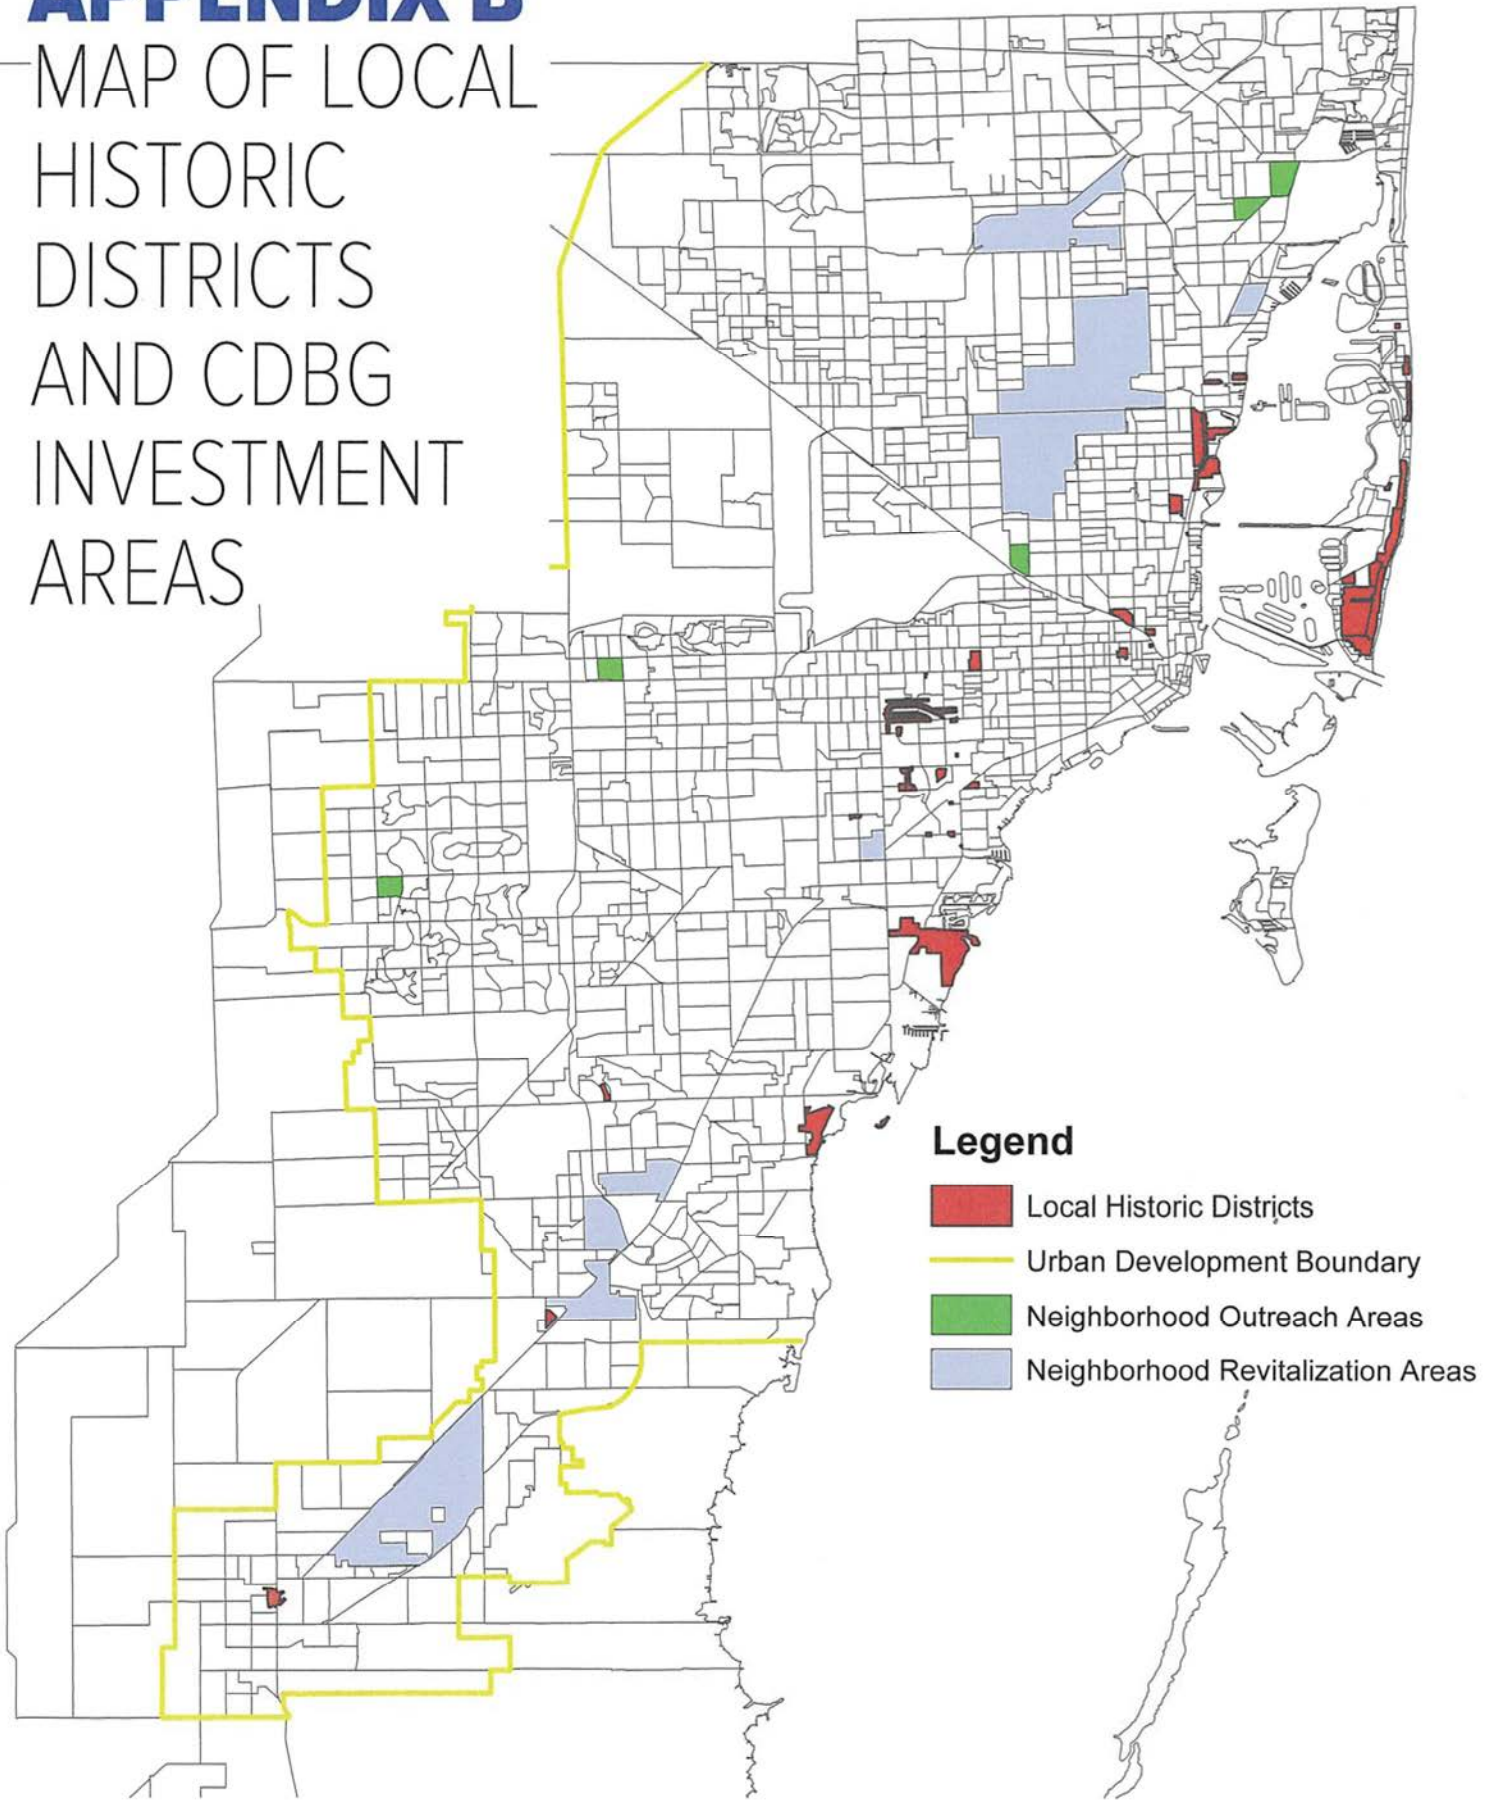 APPENDIX B
MAP OF LOCAL
HISTORIC
DISTRICTS
AND CDBG
INVESTMENT
AREAS
Legend
Local Historic Districts
Urban Development Boundary
Neighborhood Outreach Areas
Neighborhood Revitalization Areas